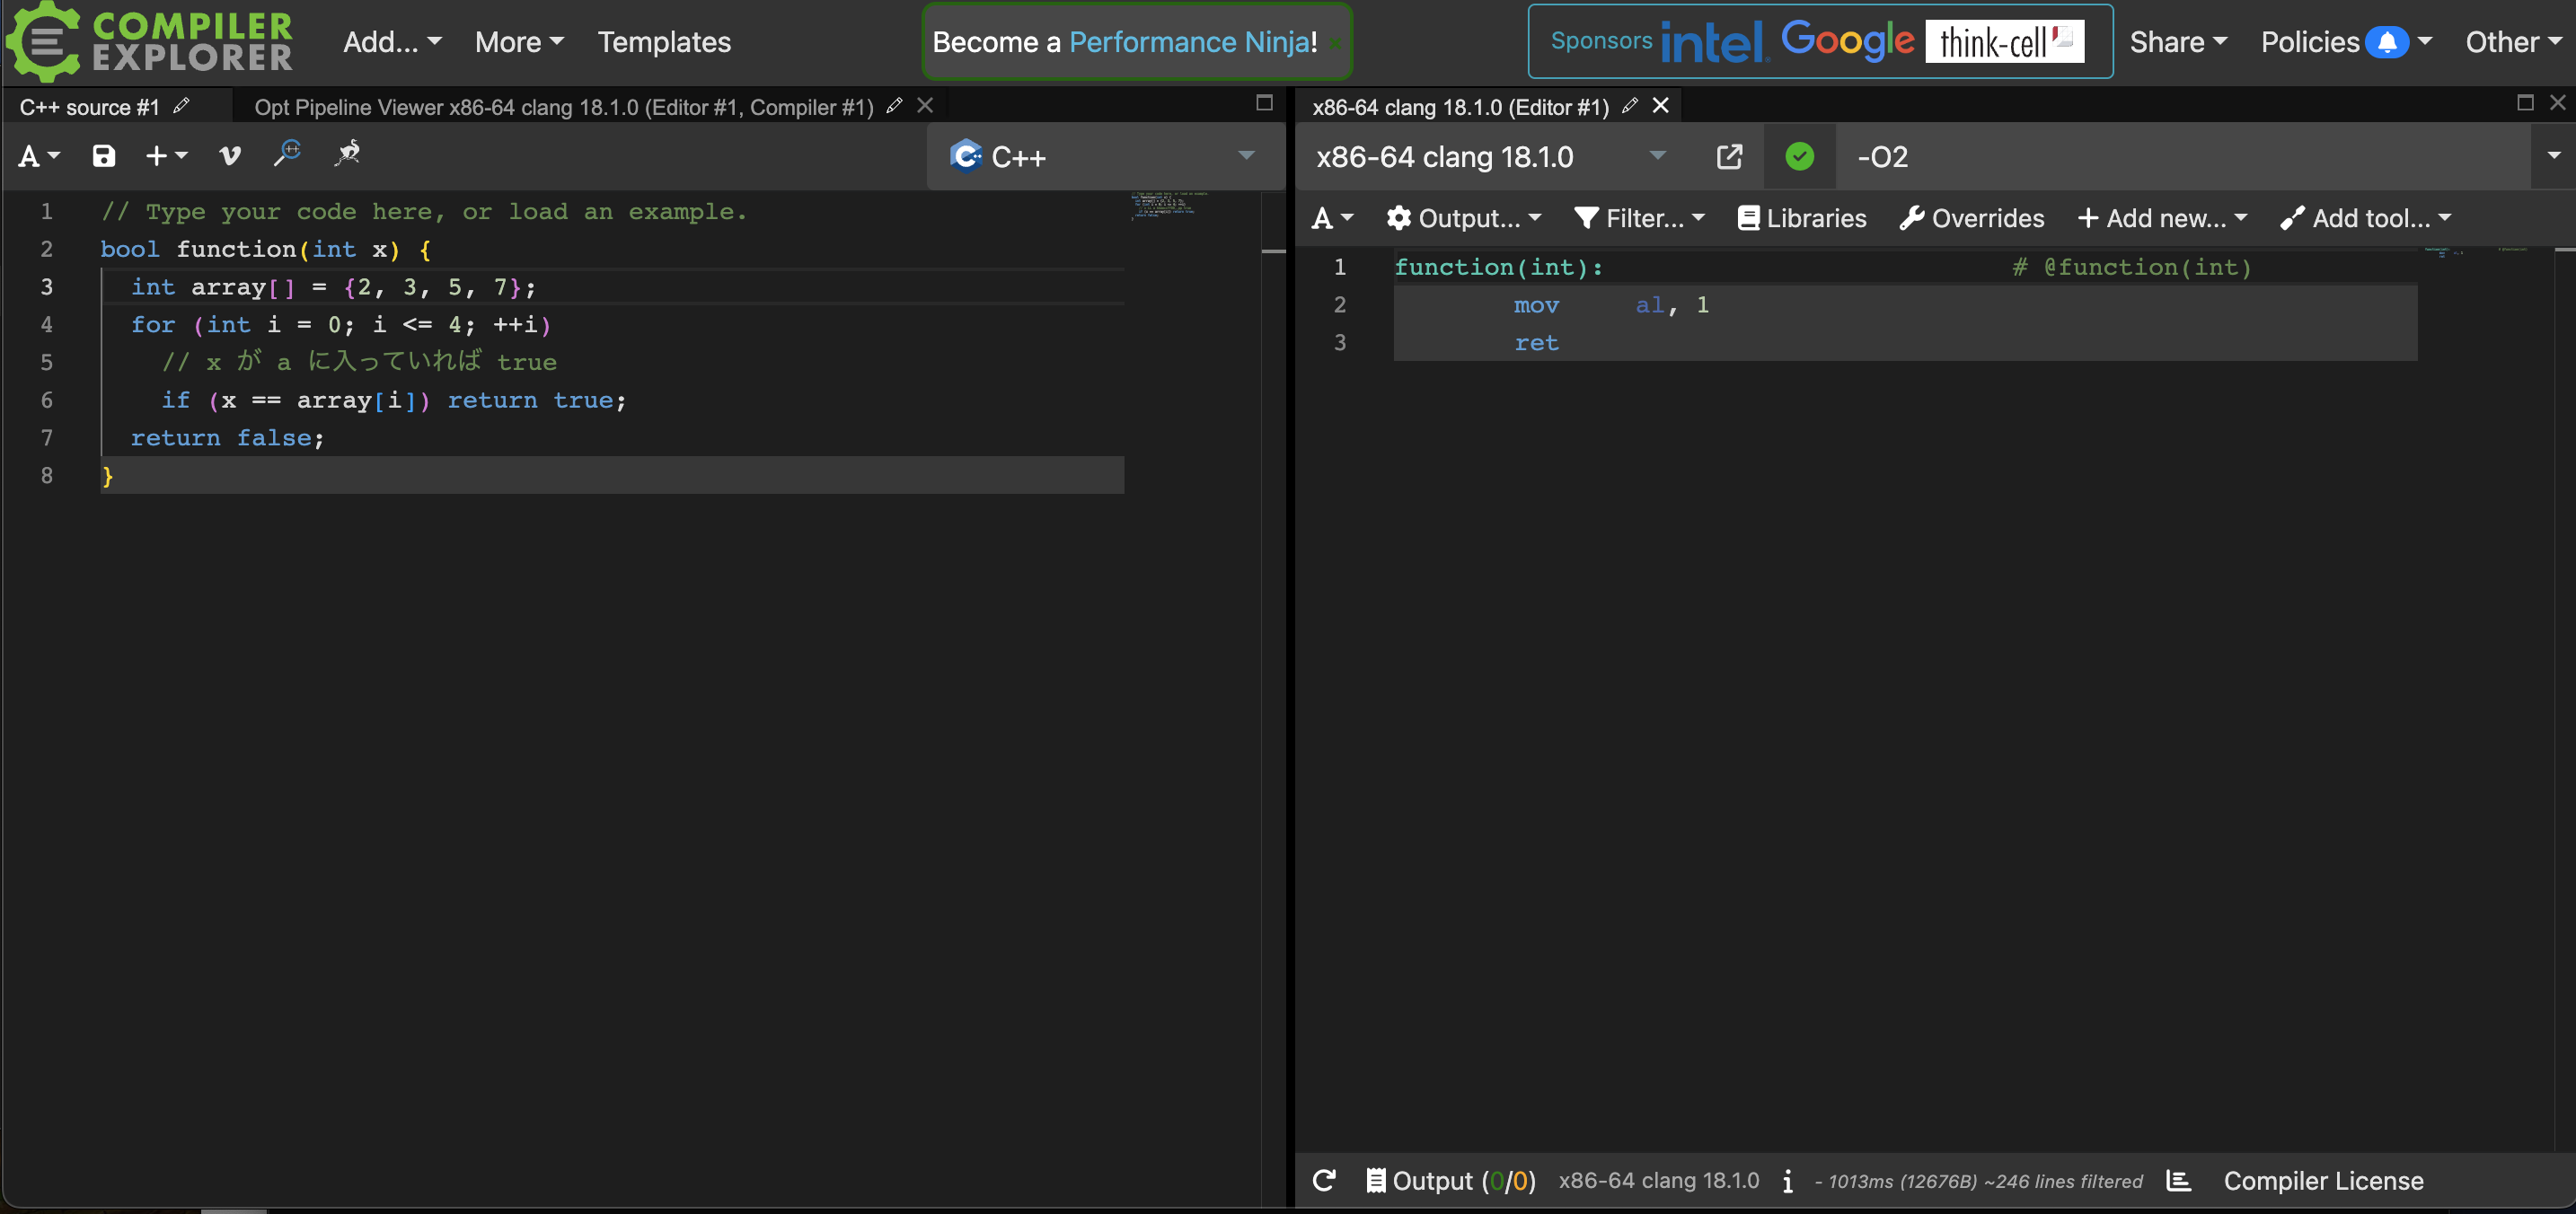 COMPILER EXPLORER Add... More Templates Become a Performance Ninja! Sponsors intel. Google think-cell Share Policies Other
C++ source #1 Opt Pipeline Viewer x86-64 clang 18.1.0 (Editor #1, Compiler #1)
A + C++
1 // Type your code here, or load an example.
2 bool function(int x) {
3 int array[] = {2, 3, 5, 7};
4 for (int i = 0; i <= 4; ++i)
5 // x が a に入っていれば true
6 if (x == array[i]) return true;
7 return false;
8 }
x86-64 clang 18.1.0 (Editor #1)
x86-64 clang 18.1.0 -O2
A Output... Filter... Libraries Overrides + Add new... Add tool...
1 function(int): # @function(int)
2 mov al, 1
3 ret
Output (0/0) x86-64 clang 18.1.0 i - 1013ms (12676B) ~246 lines filtered Compiler License